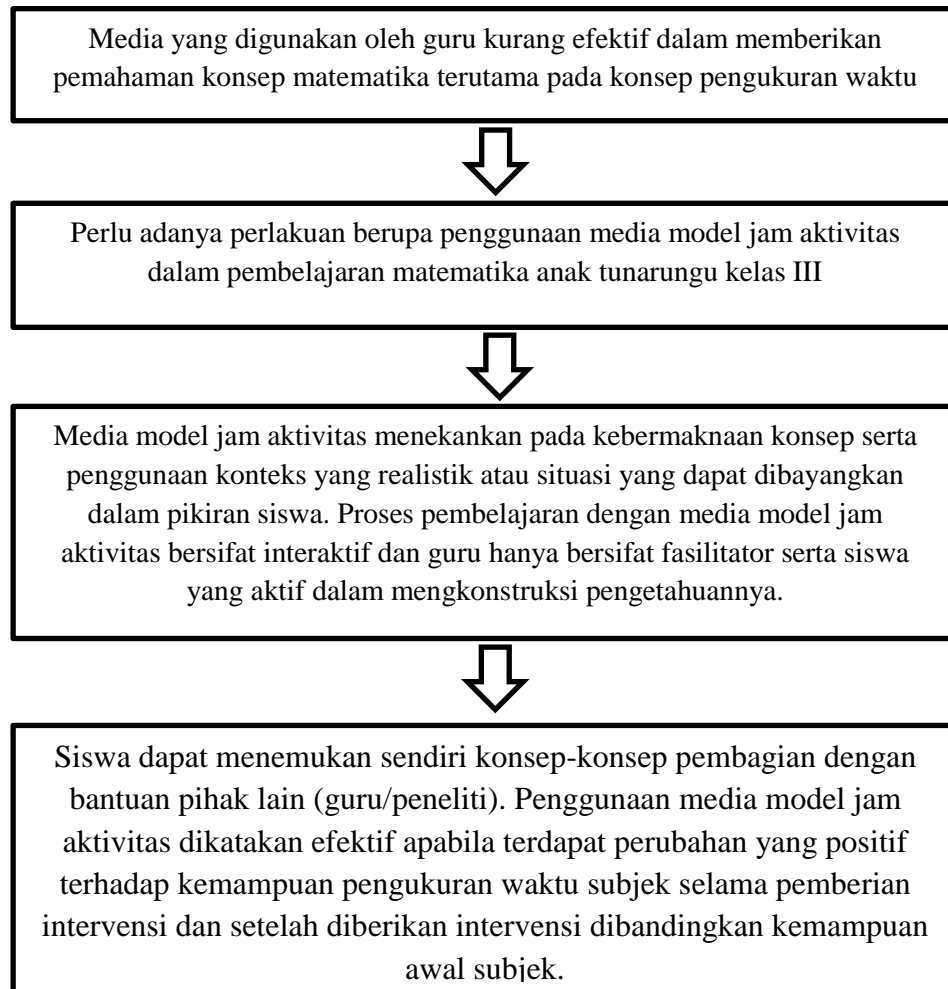 Media yang digunakan oleh guru kurang efektif dalam memberikan
pemahaman konsep matematika terutama pada konsep pengukuran waktu
Perlu adanya perlakuan berupa penggunaan media model jam aktivitas
dalam pembelajaran matematika anak tunarungu kelas III
Media model jam aktivitas menekankan pada kebermaknaan konsep serta
penggunaan konteks yang realistik atau situasi yang dapat dibayangkan
dalam pikiran siswa. Proses pembelajaran dengan media model jam
aktivitas bersifat interaktif dan guru hanya bersifat fasilitator serta siswa
yang aktif dalam mengkonstruksi pengetahuannya.
Siswa dapat menemukan sendiri konsep-konsep pembagian dengan
bantuan pihak lain (guru/peneliti). Penggunaan media model jam
aktivitas dikatakan efektif apabila terdapat perubahan yang positif
terhadap kemampuan pengukuran waktu subjek selama pemberian
intervensi dan setelah diberikan intervensi dibandingkan kemampuan
awal subjek.